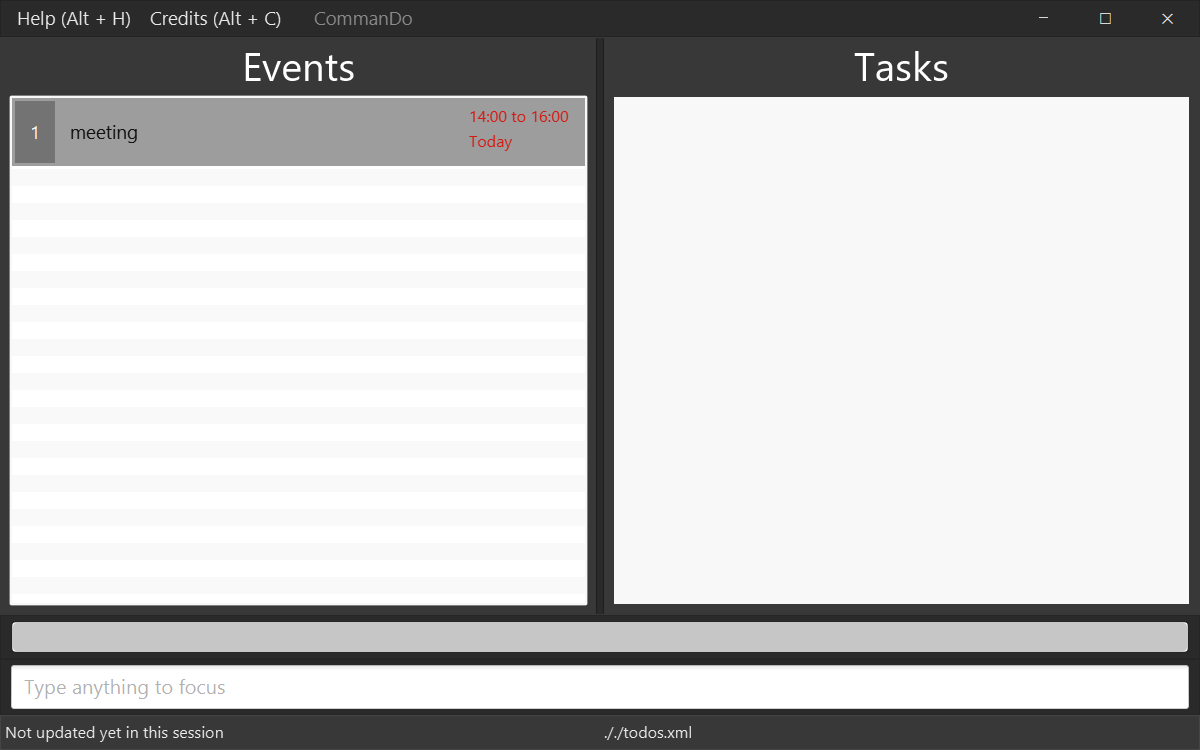 Help (Alt + H) Credits (Alt + C) CommanDo
Events
Tasks
1 meeting
14:00 to 16:00
Today
Type anything to focus
Not updated yet in this session
././todos.xml